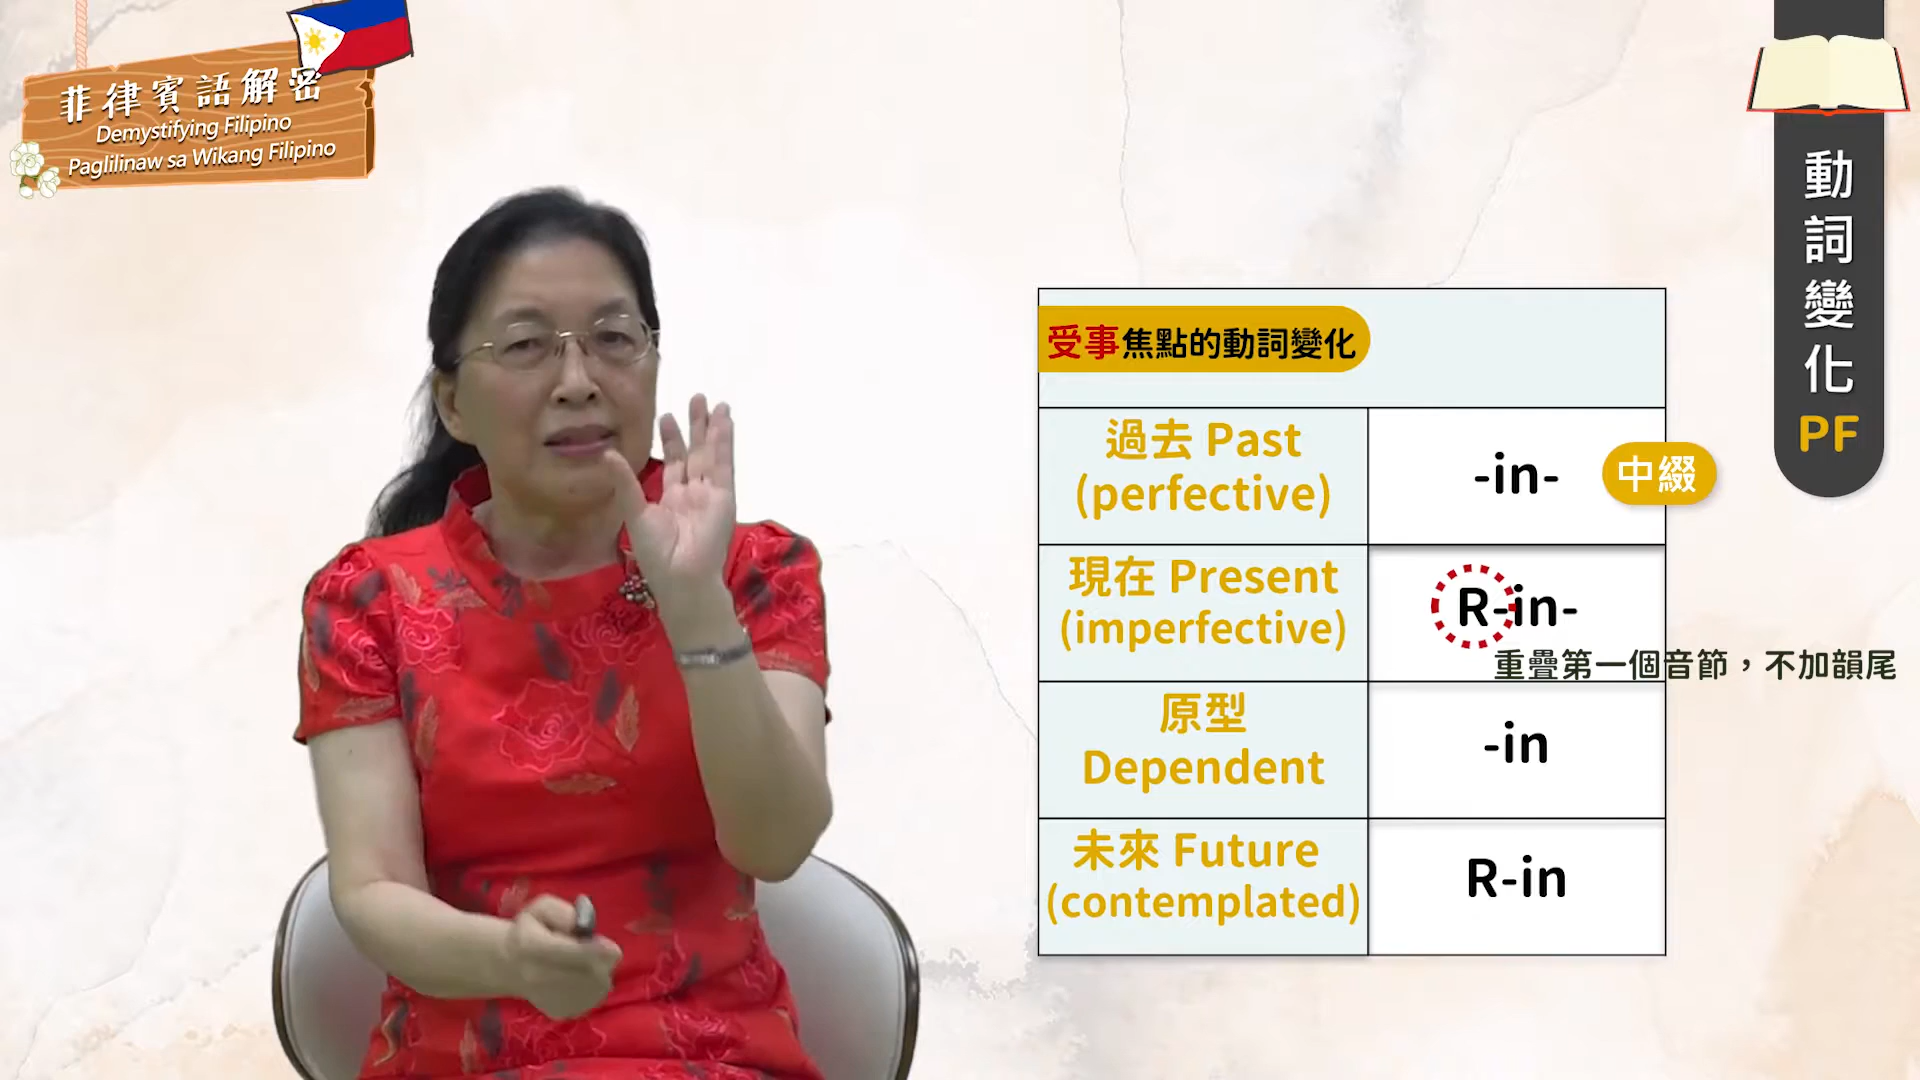 菲律賓語解密
Demystifying Filipino
Paglilinaw sa Wikang Filipino
動詞變化
PF
受事焦點的動詞變化
過去 Past
(perfective)
-in-
中綴
現在 Present
(imperfective)
R-in-
重疊第一個音節，不加韻尾
原型
Dependent
-in
未來 Future
(contemplated)
R-in